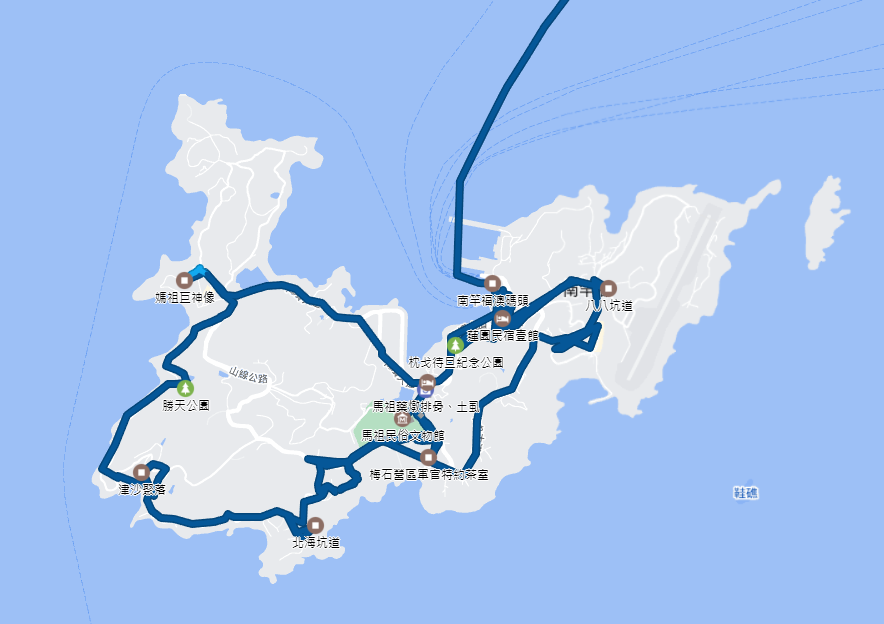 媽祖巨神像
南竿福澳碼頭
南竿
八八坑道
蓮園民宿壹館
枕戈待旦紀念公園
山線公路
勝天公園
馬祖藥燉排骨、土虱
馬祖民俗文物館
梅石營區軍官特約茶室
津沙聚落
鞋礁
北海坑道